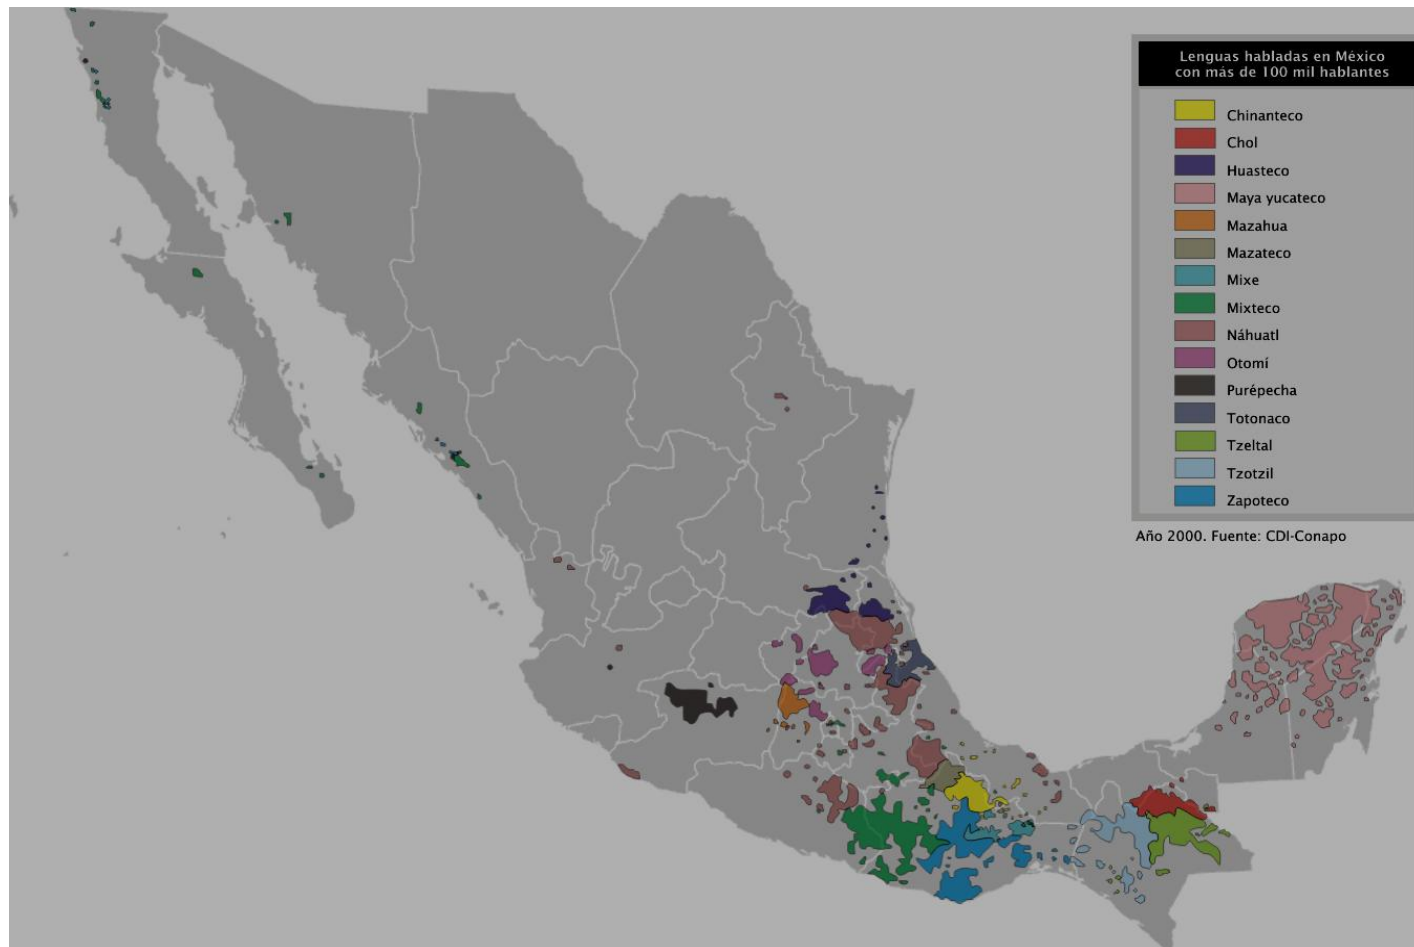 Lenguas habladas en México
con más de 100 mil hablantes
Chinanteco
Chol
Huasteco
Maya yucateco
Mazahua
Mazateco
Mixe
Mixteco
Náhuatl
Otomí
Purépecha
Totonaco
Tzeltal
Tzotzil
Zapoteco
Año 2000. Fuente: CDI-Conapo